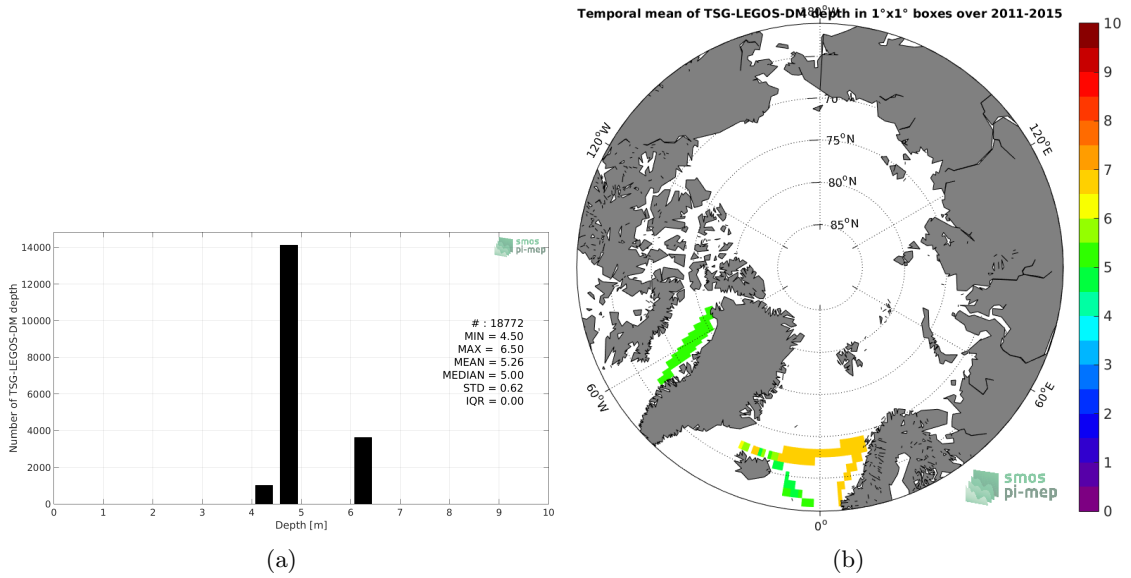 Temporal mean of TSG-LEGOS-DM depth in 1°x1° boxes over 2011-2015
180°W
70
75°N
80°N
85°N
120°W
120°E
60°W
60°E
0°
10
9
8
7
6
5
4
3
2
1
0
smos
pi-mep
14000
12000
10000
8000
6000
4000
2000
0
Number of TSG-LEGOS-DM depth
smos
pi-mep
# : 18772
MIN = 4.50
MAX = 6.50
MEAN = 5.26
MEDIAN = 5.00
STD = 0.62
IQR = 0.00
0 1 2 3 4 5 6 7 8 9 10
Depth [m]
(a)
(b)